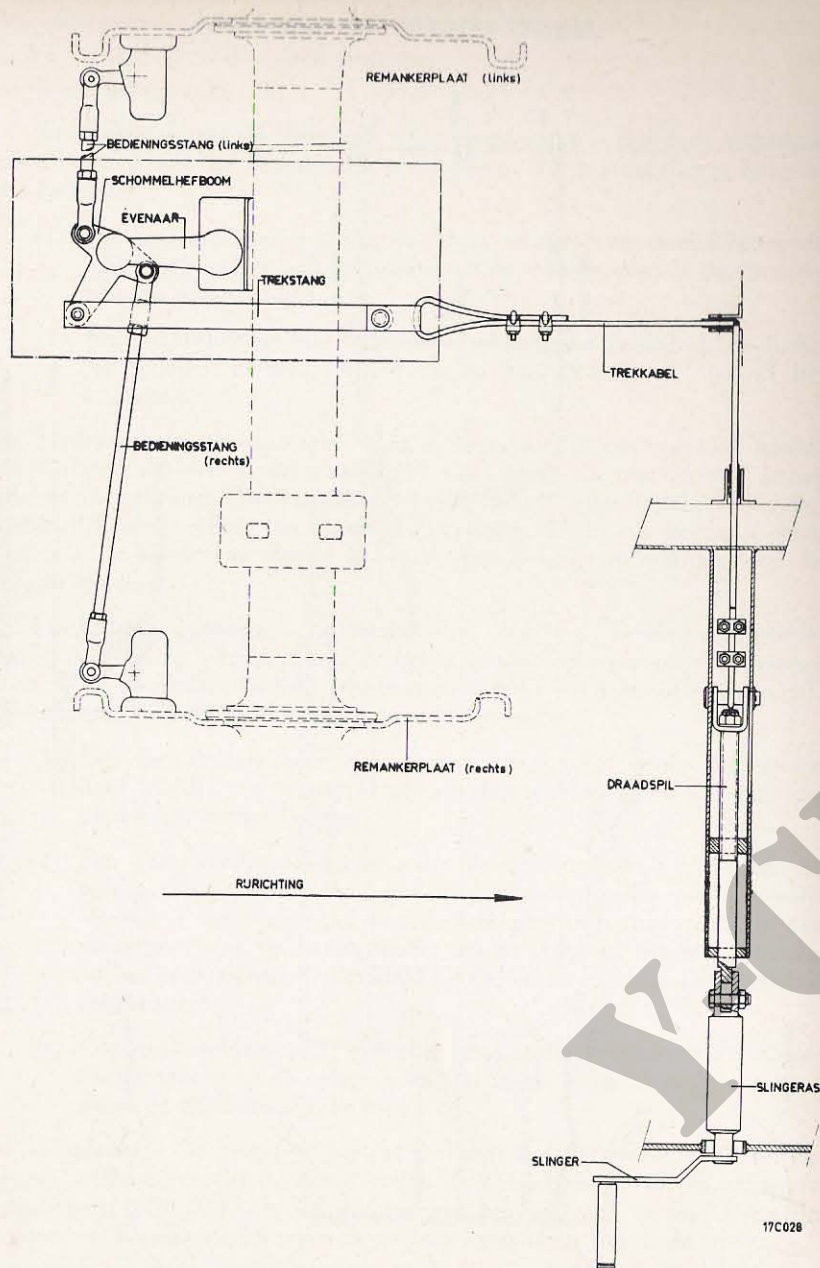 REMANKERPLAAT (links)
BEDIENINGSSTANG (links)
SCHOMMELHEFBOOM
EVENAAR
TREKSTANG
TREKKABEL
BEDIENINGSSTANG
(rechts)
REMANKERPLAAT (rechts)
DRAADSPIL
RIJRICHTING
SLINGERAS
SLINGER
17C028